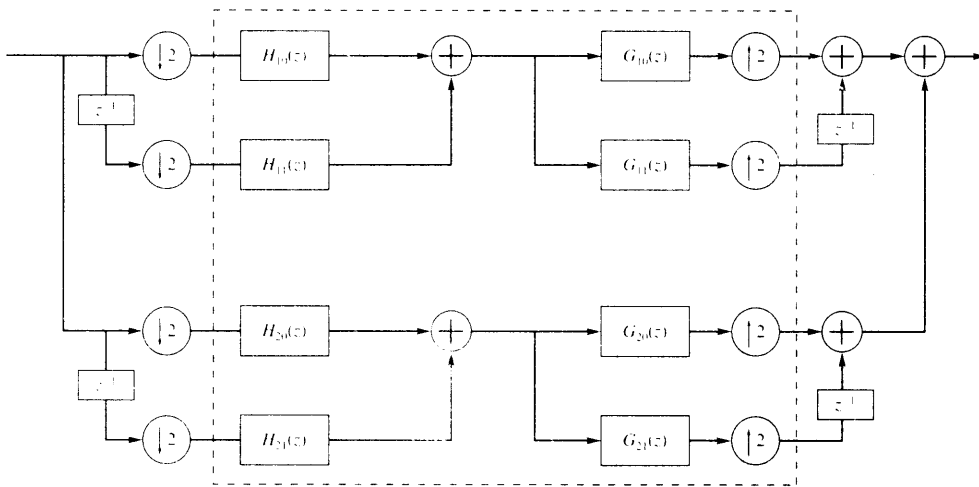 ↓2 H₁₀(z) + G₁₀(z) ↑2 + +
z⁻¹ z⁻¹
↓2 H₁₁(z) G₁₁(z) ↑2
↓2 H₂₀(z) + G₂₀(z) ↑2 +
z⁻¹ z⁻¹
↓2 H₂₁(z) G₂₁(z) ↑2